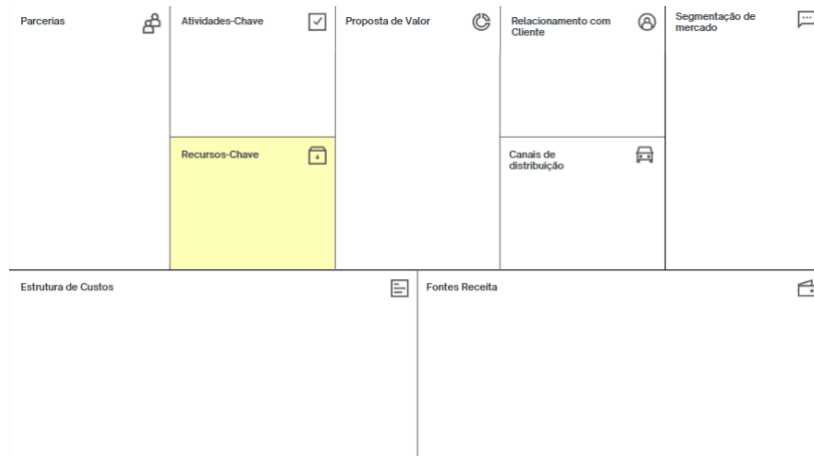 Parcerias
Atividades-Chave
Proposta de Valor
Relacionamento com
Cliente
Segmentação de
mercado
Recursos-Chave
Canais de
distribuição
Estrutura de Custos
Fontes Receita